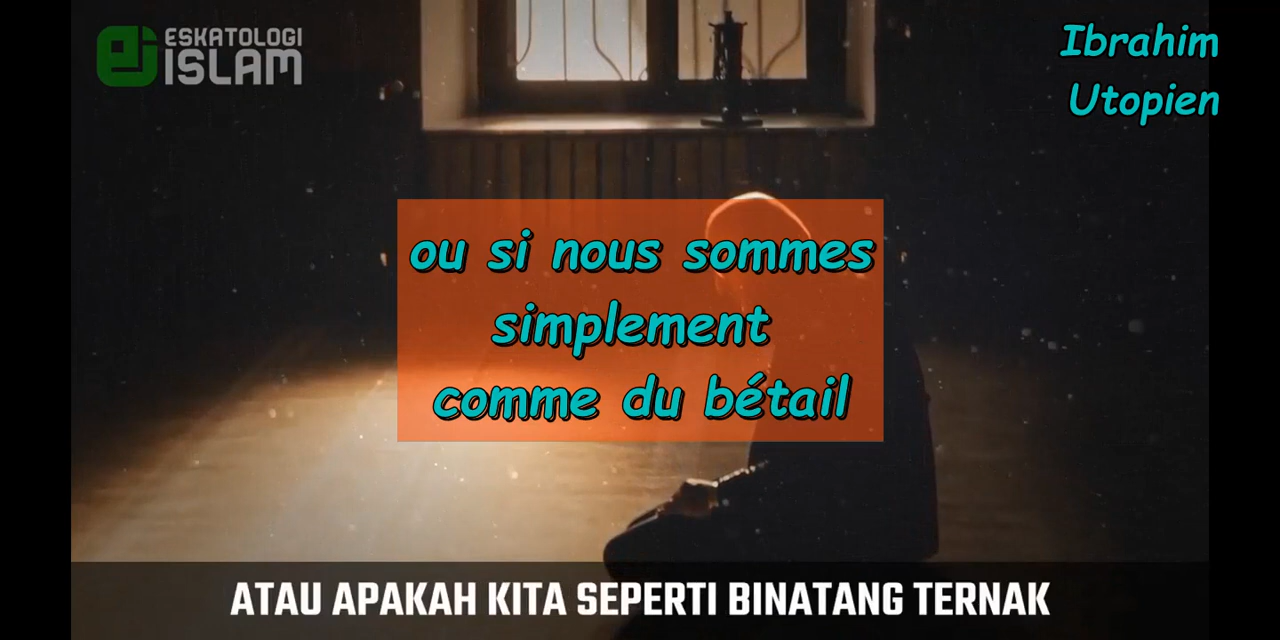 ESKATOLOGI
ISLAM
Ibrahim
Utopien
ou si nous sommes
simplement
comme du bétail
ATAU APAKAH KITA SEPERTI BINATANG TERNAK